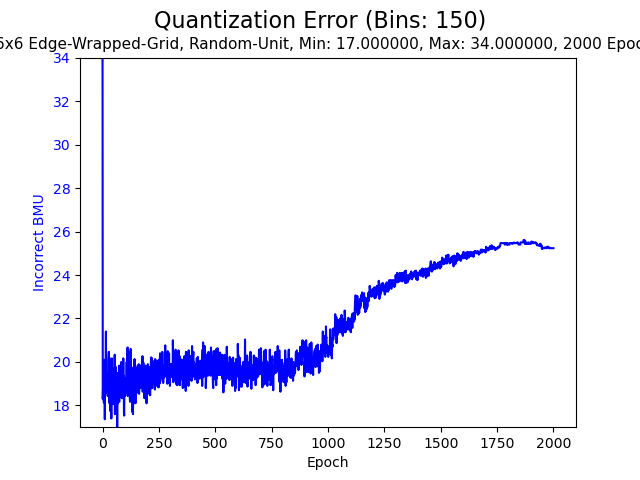 Quantization Error (Bins: 150)
6x6 Edge-Wrapped-Grid, Random-Unit, Min: 17.000000, Max: 34.000000, 2000 Epoc
34
32
30
28
26
24
22
20
18
Incorrect BMU
0 250 500 750 1000 1250 1500 1750 2000
Epoch